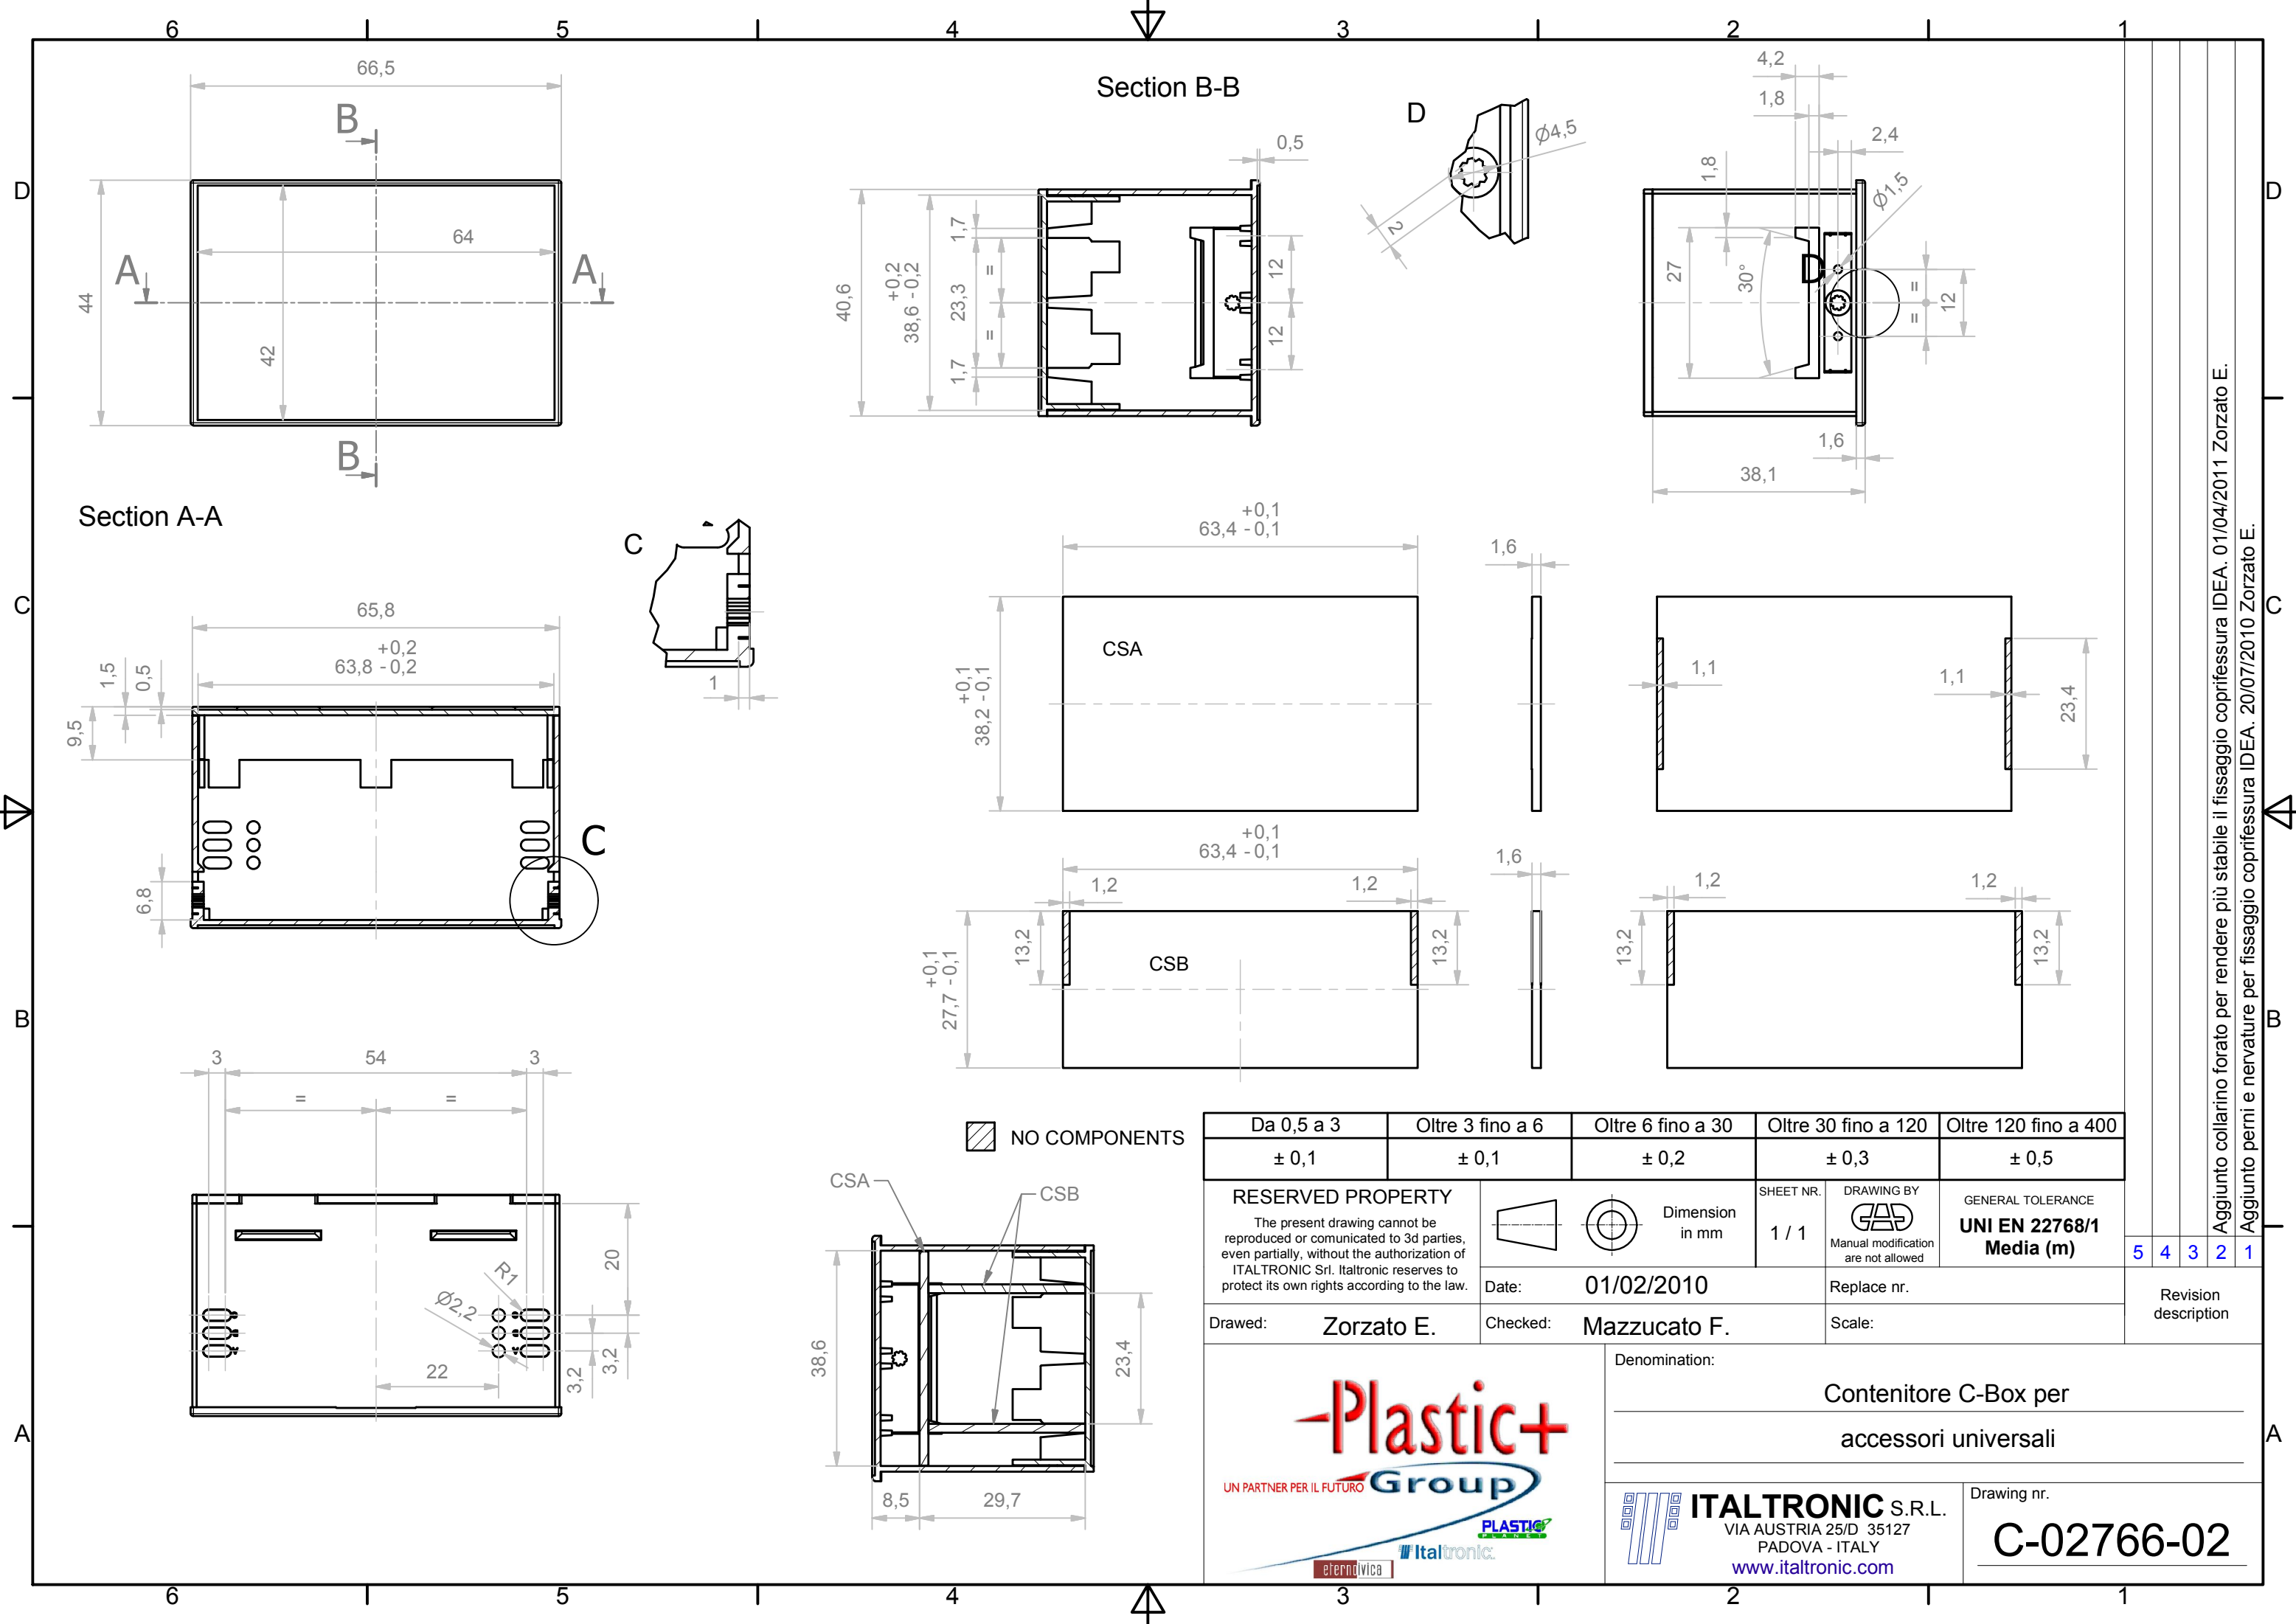 6
5
4
3
2
1
D
C
B
A
D
C
B
A
66,5
B
B
A
A
44
42
64
Section B-B
0,5
40,6
+0,2
38,6 -0,2
1,7
23,3
1,7
=
=
12
12
D
Ø4,5
2
4,2
1,8
2,4
1,8
Ø1,5
27
30°
D
=
=
12
1,6
38,1
Section A-A
65,8
+0,2
63,8 -0,2
1,5
0,5
9,5
6,8
C
C
1
+0,1
63,4 -0,1
+0,1
38,2 -0,1
CSA
1,6
1,1
1,1
23,4
+0,1
63,4 -0,1
1,2
1,2
13,2
13,2
+0,1
27,7 -0,1
CSB
1,6
1,2
1,2
13,2
13,2
3
54
3
=
=
R1
Ø2,2
22
20
3,2
3,2
NO COMPONENTS
CSA
CSB
38,6
23,4
8,5
29,7
Da 0,5 a 3
Oltre 3 fino a 6
Oltre 6 fino a 30
Oltre 30 fino a 120
Oltre 120 fino a 400
± 0,1
± 0,1
± 0,2
± 0,3
± 0,5
RESERVED PROPERTY
The present drawing cannot be
reproduced or comunicated to 3d parties,
even partially, without the authorization of
ITALTRONIC Srl. Italtronic reserves to
protect its own rights according to the law.
Dimension
in mm
SHEET NR.
1 / 1
DRAWING BY
CAD
Manual modification
are not allowed
GENERAL TOLERANCE
UNI EN 22768/1
Media (m)
Date: 01/02/2010
Replace nr.
Drawed: Zorzato E.
Checked: Mazzucato F.
Scale:
5 4 3 2 1
Revision
description
Aggiunto collarino forato per rendere più stabile il fissaggio coprifessura IDEA. 01/04/2011 Zorzato E.
Aggiunto perni e nervature per fissaggio coprifessura IDEA. 20/07/2010 Zorzato E.
Plastic+
Group
UN PARTNER PER IL FUTURO
PLASTIC
PLANET
Italtronic
eternoivica
Denomination:
Contenitore C-Box per
accessori universali
ITALTRONIC S.R.L.
VIA AUSTRIA 25/D 35127
PADOVA - ITALY
www.italtronic.com
Drawing nr.
C-02766-02
6
5
4
3
2
1